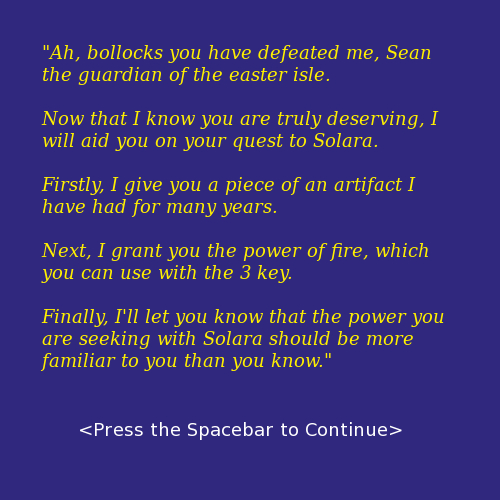 "Ah, bollocks you have defeated me, Sean
the guardian of the easter isle.
Now that I know you are truly deserving, I
will aid you on your quest to Solara.
Firstly, I give you a piece of an artifact I
have had for many years.
Next, I grant you the power of fire, which
you can use with the 3 key.
Finally, I'll let you know that the power you
are seeking with Solara should be more
familiar to you than you know."
<Press the Spacebar to Continue>